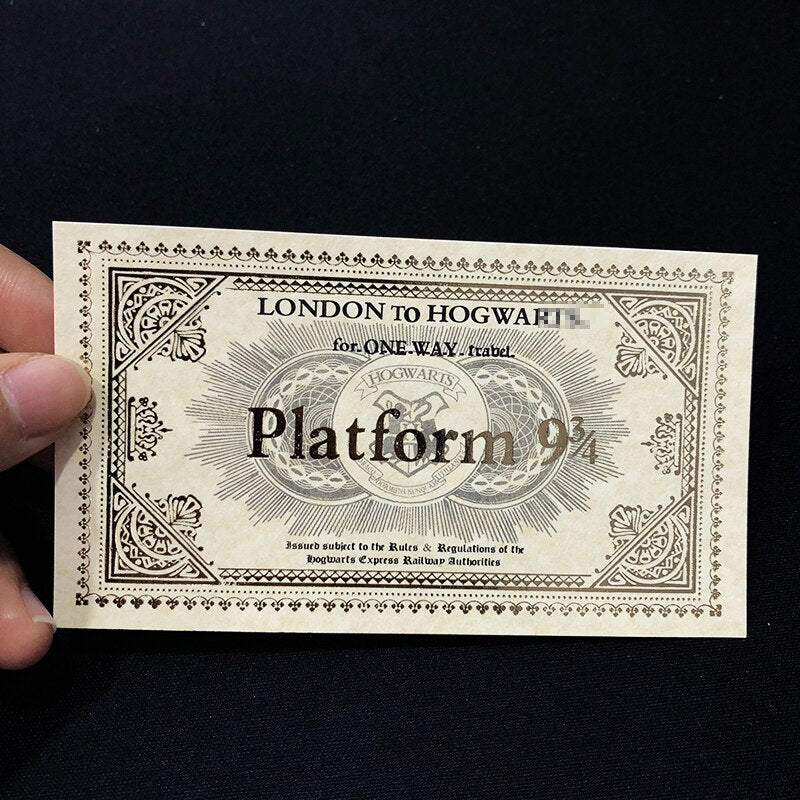 LONDON TO HOGWARTS
for ONE WAY travel
HOGWARTS
Platform 9¾
Issued subject to the Rules & Regulations of the
Hogwarts Express Railway Authorities